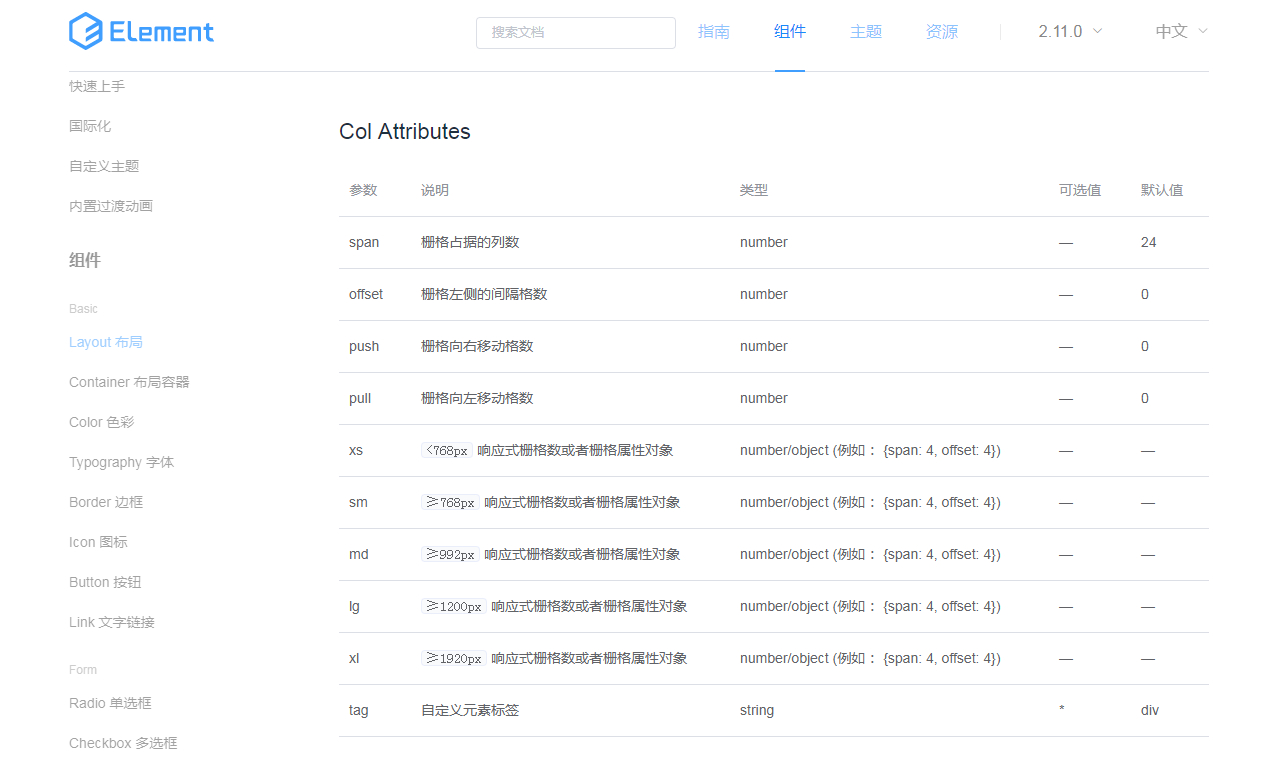 Element
搜索文档
指南
组件
主题
资源
2.11.0
中文
快速上手
国际化
自定义主题
内置过渡动画
组件
Basic
Layout 布局
Container 布局容器
Color 色彩
Typography 字体
Border 边框
Icon 图标
Button 按钮
Link 文字链接
Form
Radio 单选框
Checkbox 多选框
Col Attributes
参数 说明 类型 可选值 默认值
span 栅格占据的列数 number — 24
offset 栅格左侧的间隔格数 number — 0
push 栅格向右移动格数 number — 0
pull 栅格向左移动格数 number — 0
xs <768px 响应式栅格数或者栅格属性对象 number/object (例如： {span: 4, offset: 4}) — —
sm ≥768px 响应式栅格数或者栅格属性对象 number/object (例如： {span: 4, offset: 4}) — —
md ≥992px 响应式栅格数或者栅格属性对象 number/object (例如： {span: 4, offset: 4}) — —
lg ≥1200px 响应式栅格数或者栅格属性对象 number/object (例如： {span: 4, offset: 4}) — —
xl ≥1920px 响应式栅格数或者栅格属性对象 number/object (例如： {span: 4, offset: 4}) — —
tag 自定义元素标签 string * div